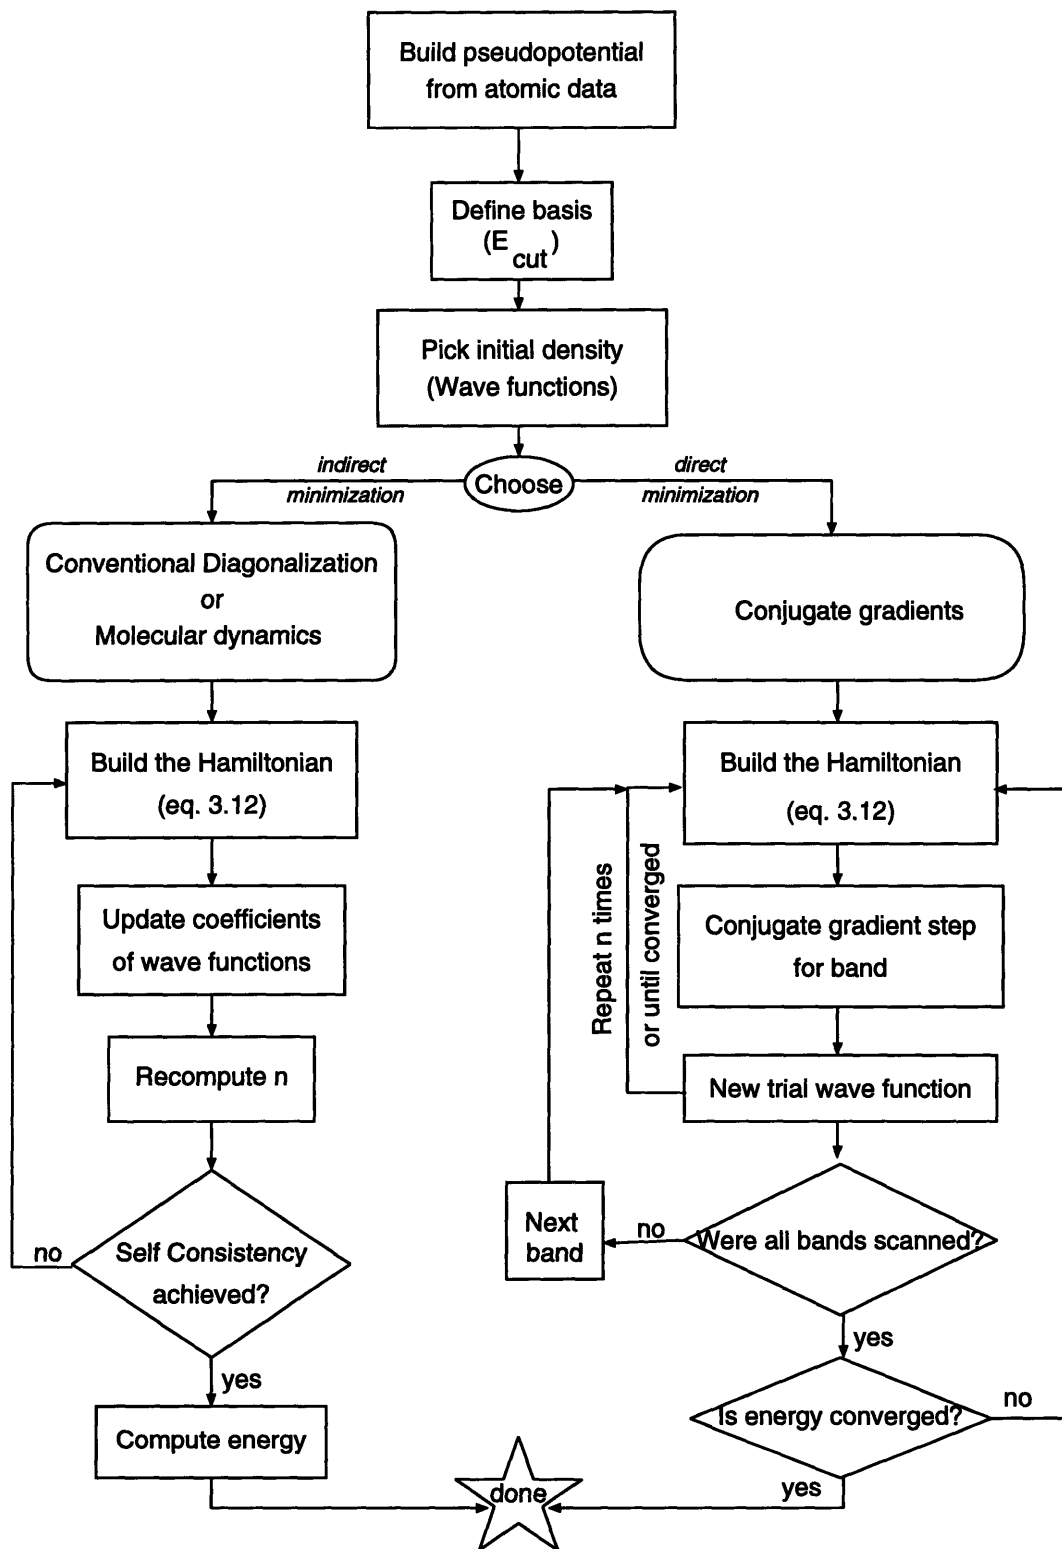 Build pseudopotential
from atomic data
Define basis
(E cut)
Pick initial density
(Wave functions)
Choose
indirect
minimization
direct
minimization
Conventional Diagonalization
or
Molecular dynamics
Build the Hamiltonian
(eq. 3.12)
Update coefficients
of wave functions
Recompute n
Self Consistency
achieved?
no
yes
Compute energy
Conjugate gradients
Build the Hamiltonian
(eq. 3.12)
Conjugate gradient step
for band
Repeat n times
or until converged
New trial wave function
Were all bands scanned?
no
Next
band
yes
Is energy converged?
no
yes
done